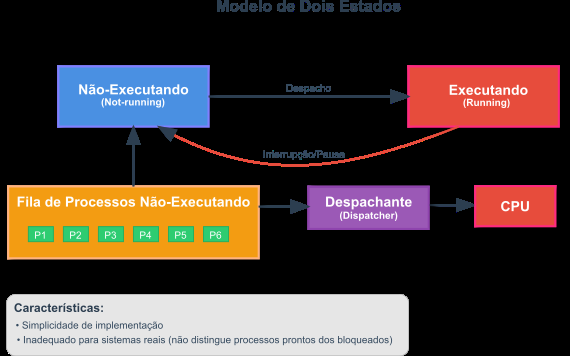 Modelo de Dois Estados
Não-Executando
(Not-running)
Despacho
Executando
(Running)
Interrupção/Pausa
Fila de Processos Não-Executando
P1 P2 P3 P4 P5 P6
Despachante
(Dispatcher)
CPU
Características:
• Simplicidade de implementação
• Inadequado para sistemas reais (não distingue processos prontos dos bloqueados)